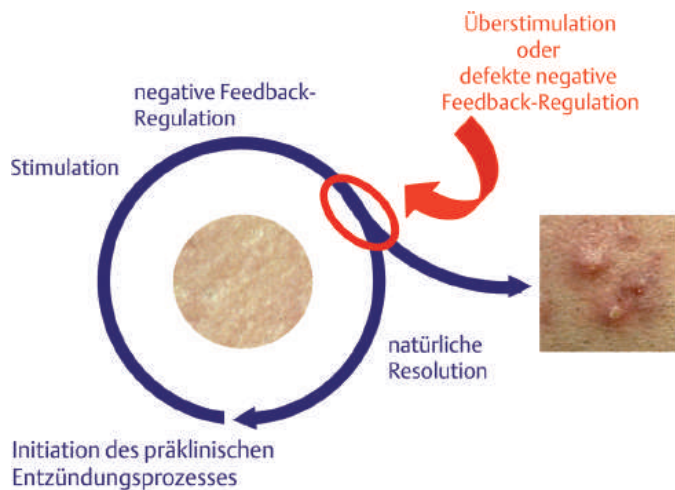 Überstimulation
oder
defekte negative
Feedback-Regulation
negative Feedback-
Regulation
Stimulation
natürliche
Resolution
Initiation des präklinischen
Entzündungsprozesses